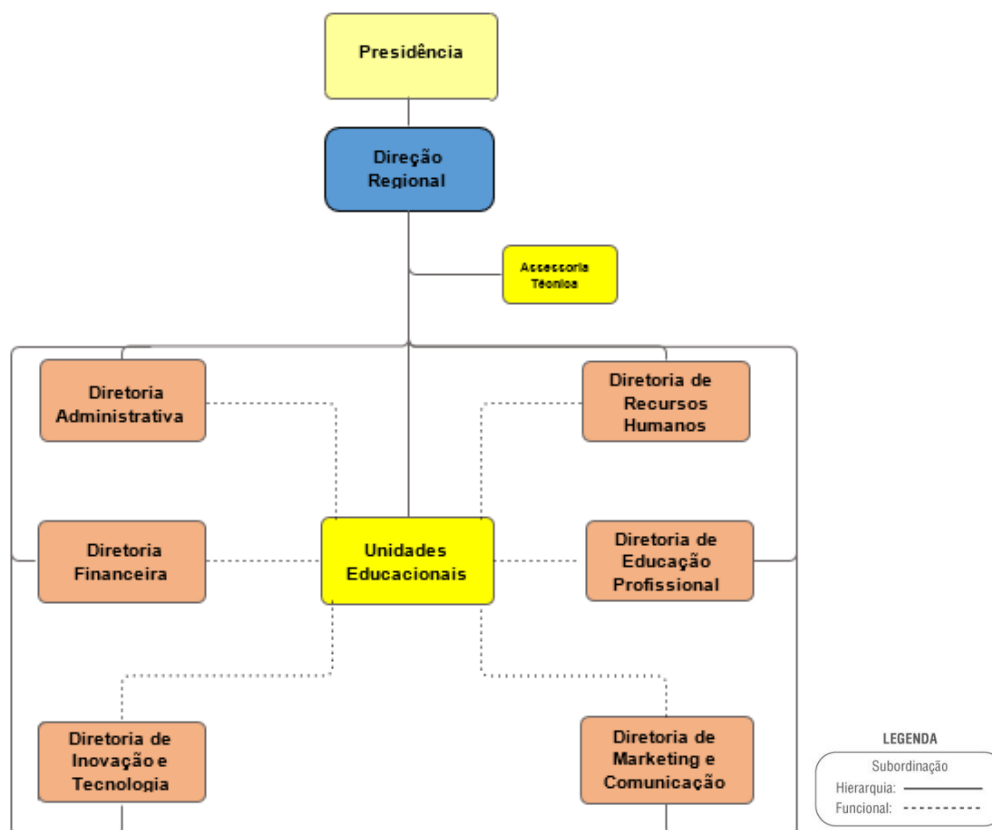 Presidência
Direção
Regional
Assessoria
Técnica
Diretoria
Administrativa
Diretoria de
Recursos
Humanos
Diretoria
Financeira
Unidades
Educacionais
Diretoria de
Educação
Profissional
Diretoria de
Inovação e
Tecnologia
Diretoria de
Marketing e
Comunicação
LEGENDA
Subordinação
Hierarquia:
Funcional: